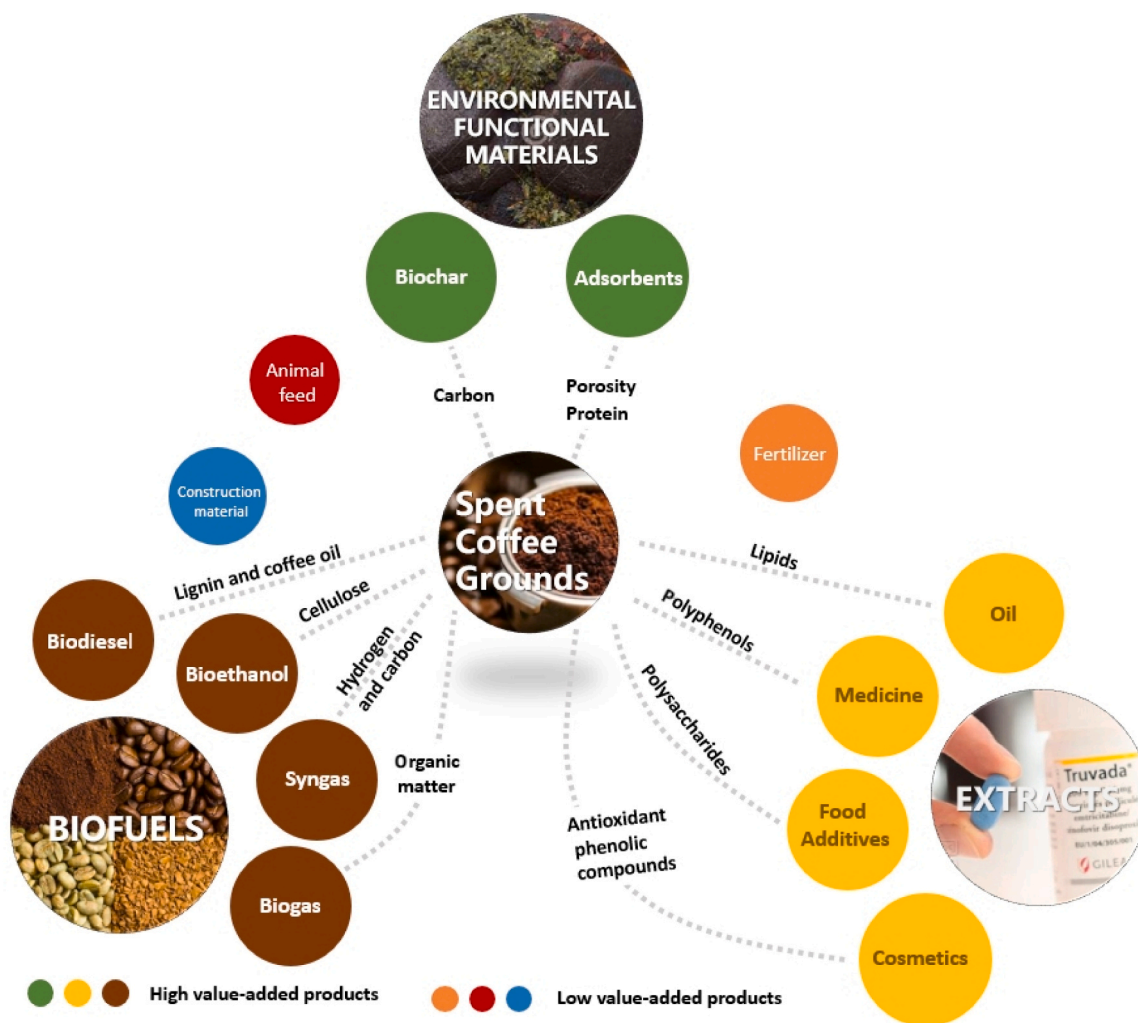 ENVIRONMENTAL
FUNCTIONAL
MATERIALS
Biochar
Adsorbents
Animal
feed
Carbon
Porosity
Protein
Fertilizer
Construction
material
Spent
Coffee
Grounds
Lignin and coffee oil
Cellulose
Hydrogen
and carbon
Organic
matter
Biodiesel
Bioethanol
Syngas
Biogas
BIOFUELS
Lipids
Polyphenols
Polysaccharides
Antioxidant
phenolic
compounds
Oil
Medicine
Food
Additives
Cosmetics
Truvada
EXTRACTS
High value-added products
Low value-added products